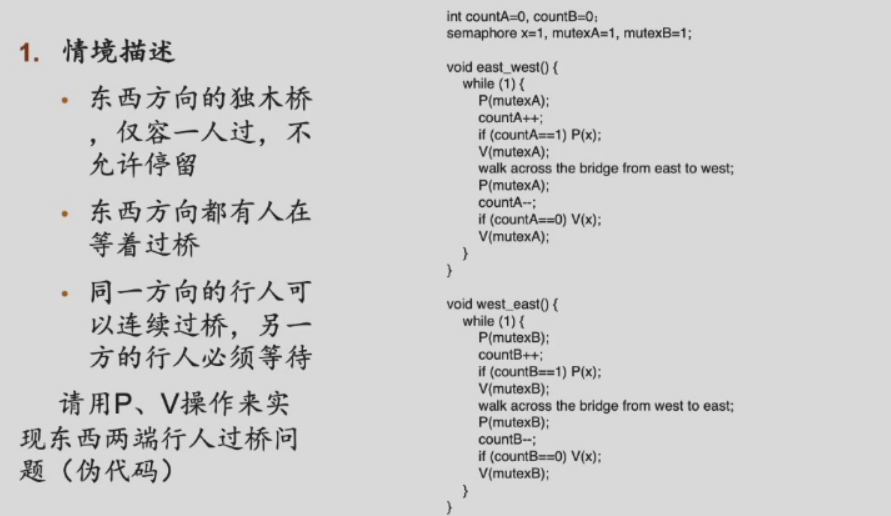 1. 情境描述
• 东西方向的独木桥
，仅容一人过，不
允许停留
• 东西方向都有人在
等着过桥
• 同一方向的行人可
以连续过桥，另一
方的行人必须等待
请用P、V操作来实
现东西两端行人过桥问
题（伪代码）
int countA=0, countB=0;
semaphore x=1, mutexA=1, mutexB=1;
void east_west() {
while (1) {
P(mutexA);
countA++;
if (countA==1) P(x);
V(mutexA);
walk across the bridge from east to west;
P(mutexA);
countA--;
if (countA==0) V(x);
V(mutexA);
}
}
void west_east() {
while (1) {
P(mutexB);
countB++;
if (countB==1) P(x);
V(mutexB);
walk across the bridge from west to east;
P(mutexB);
countB--;
if (countB==0) V(x);
V(mutexB);
}
}